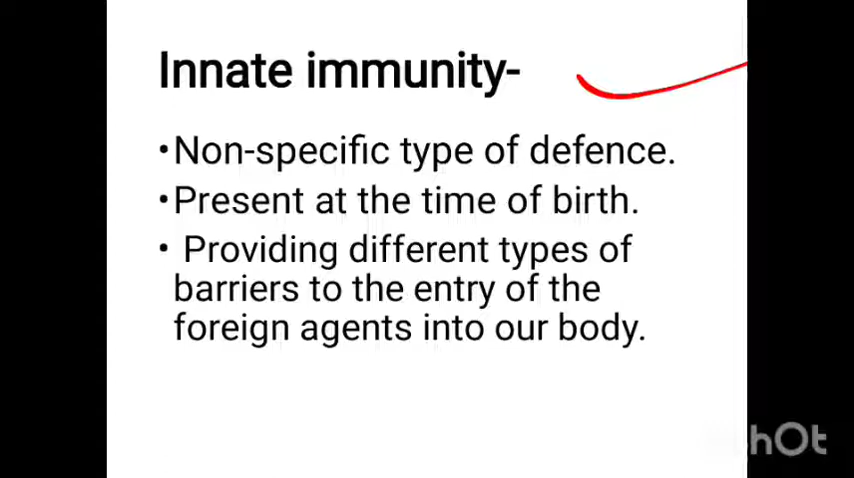 Innate immunity-
•Non-specific type of defence.
•Present at the time of birth.
• Providing different types of
barriers to the entry of the
foreign agents into our body.